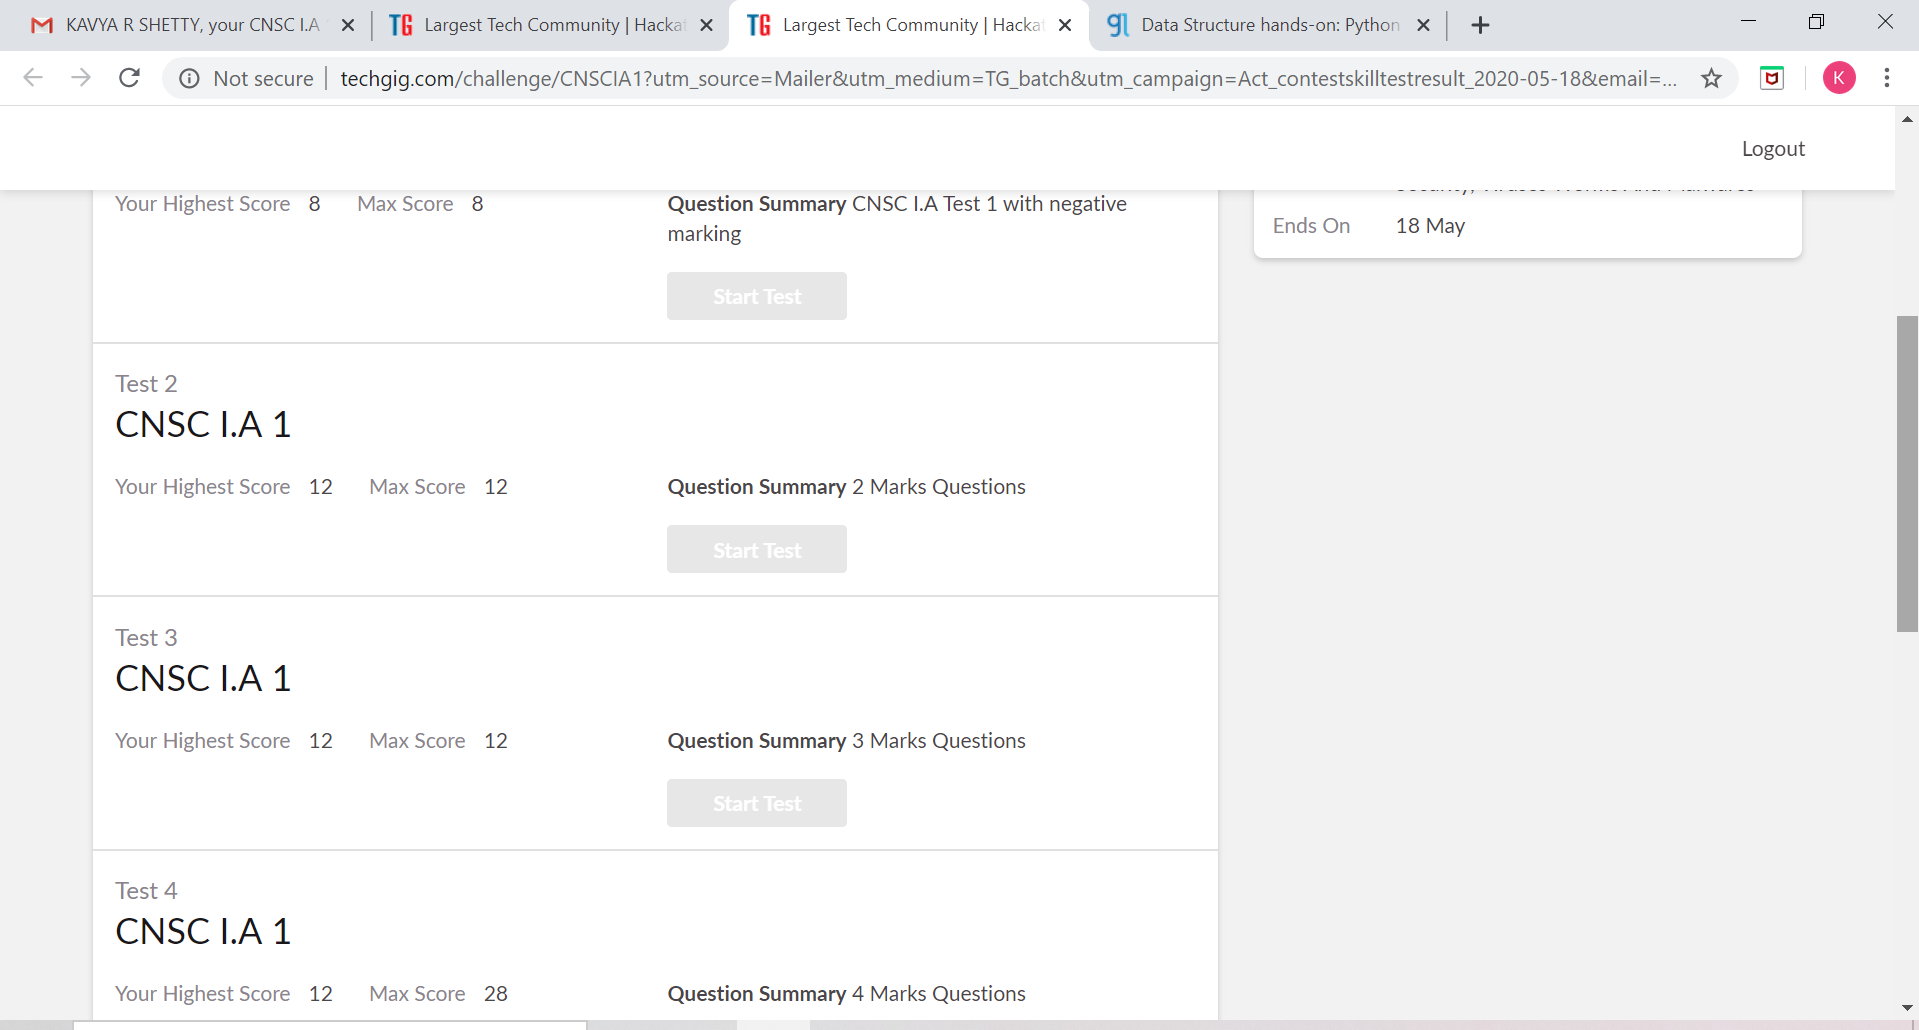 KAVYA R SHETTY, your CNSC I.A
TG Largest Tech Community | Hacka
TG Largest Tech Community | Hacka
gl Data Structure hands-on: Python
Not secure techgig.com/challenge/CNSCIA1?utm_source=Mailer&utm_medium=TG_batch&utm_campaign=Act_contestskilltestresult_2020-05-18&email=...
K
Logout
Your Highest Score 8 Max Score 8
Question Summary CNSC I.A Test 1 with negative
marking
Start Test
Ends On 18 May
Test 2
CNSC I.A 1
Your Highest Score 12 Max Score 12
Question Summary 2 Marks Questions
Start Test
Test 3
CNSC I.A 1
Your Highest Score 12 Max Score 12
Question Summary 3 Marks Questions
Start Test
Test 4
CNSC I.A 1
Your Highest Score 12 Max Score 28
Question Summary 4 Marks Questions